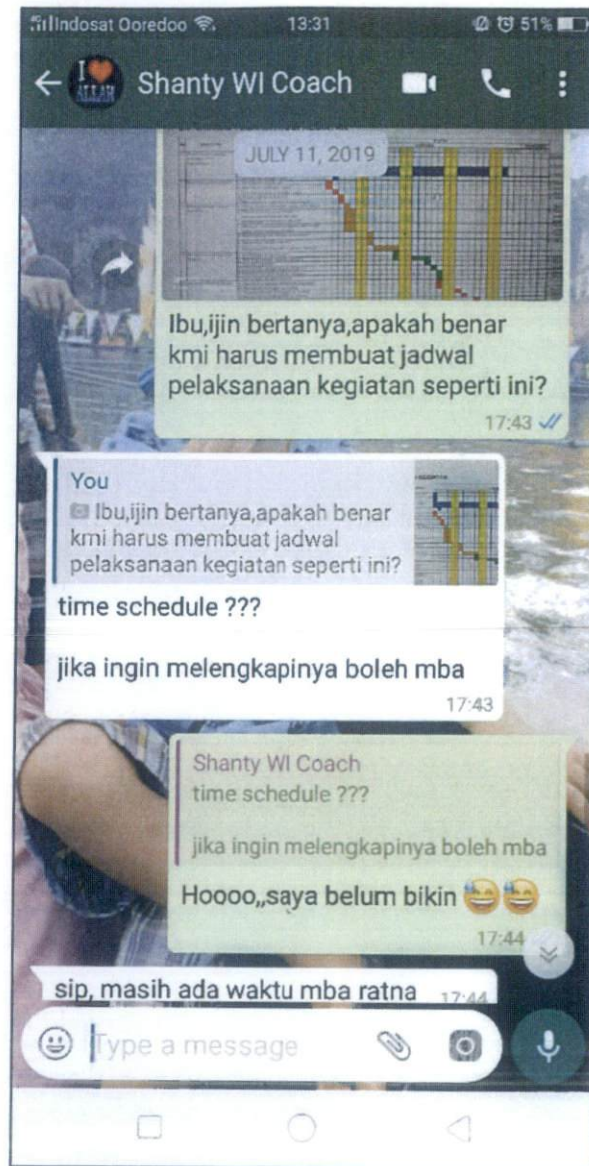 Indosat Ooredoo 13:31 51%
I ❤ ALLAH
Shanty WI Coach
JULY 11, 2019
Ibu,ijin bertanya,apakah benar
kmi harus membuat jadwal
pelaksanaan kegiatan seperti ini?
17:43
You
Ibu,ijin bertanya,apakah benar
kmi harus membuat jadwal
pelaksanaan kegiatan seperti ini?
time schedule ???
jika ingin melengkapinya boleh mba
17:43
Shanty WI Coach
time schedule ???
jika ingin melengkapinya boleh mba
Hoooo,,saya belum bikin 😅😅
17:44
sip, masih ada waktu mba ratna 17:44
Type a message